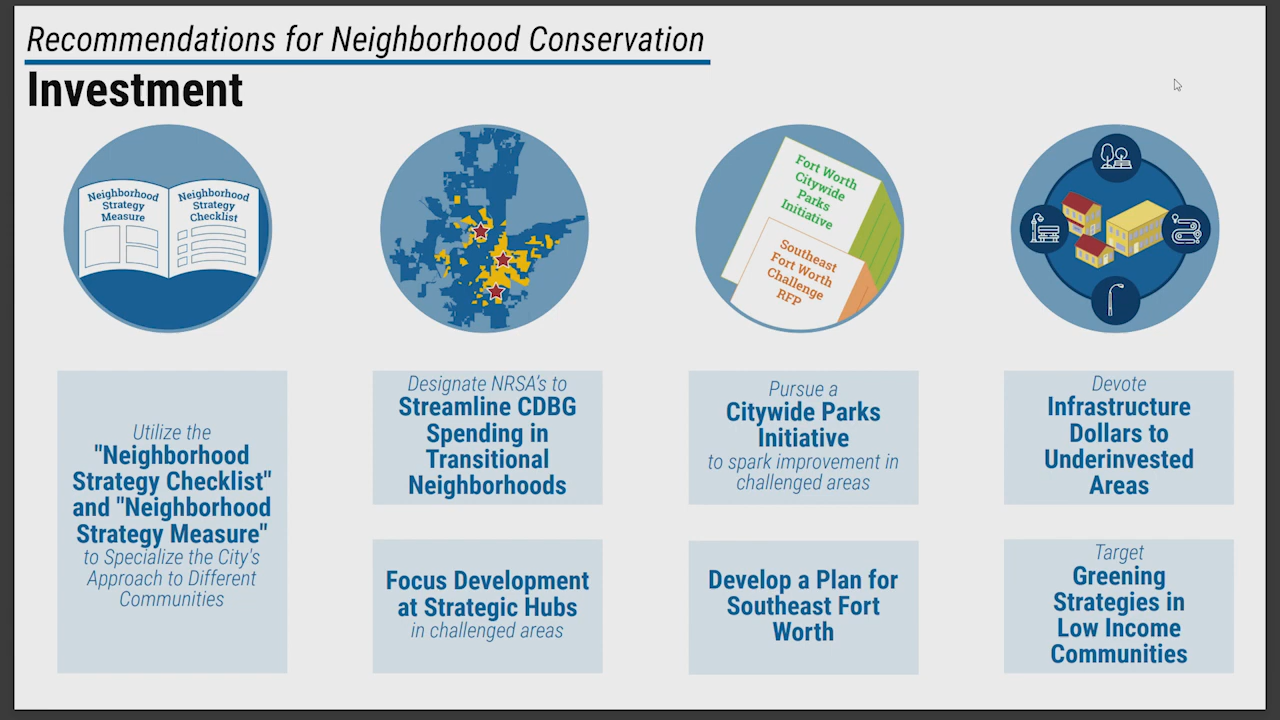 Recommendations for Neighborhood Conservation
Investment
Neighborhood
Strategy
Measure
Neighborhood
Strategy
Checklist
Fort Worth
Citywide
Parks
Initiative
Southeast
Fort Worth
Challenge
RFP
Utilize the
"Neighborhood
Strategy Checklist"
and "Neighborhood
Strategy Measure"
to Specialize the City's
Approach to Different
Communities
Designate NRSA's to
Streamline CDBG
Spending in
Transitional
Neighborhoods
Focus Development
at Strategic Hubs
in challenged areas
Pursue a
Citywide Parks
Initiative
to spark improvement in
challenged areas
Develop a Plan for
Southeast Fort
Worth
Devote
Infrastructure
Dollars to
Underinvested
Areas
Target
Greening
Strategies in
Low Income
Communities